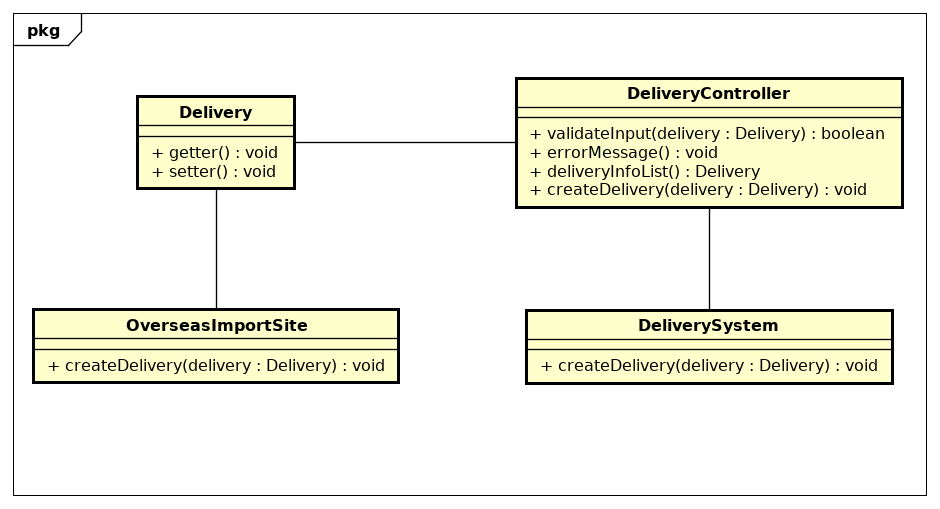 pkg
Delivery
+ getter() : void
+ setter() : void
DeliveryController
+ validateInput(delivery : Delivery) : boolean
+ errorMessage() : void
+ deliveryInfoList() : Delivery
+ createDelivery(delivery : Delivery) : void
OverseasImportSite
+ createDelivery(delivery : Delivery) : void
DeliverySystem
+ createDelivery(delivery : Delivery) : void